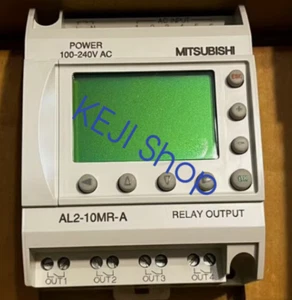 POWER
100-240V AC
MITSUBISHI
KEJI Shop
AL2-10MR-A
RELAY OUTPUT
OUT1
OUT2
OUT3
OUT4